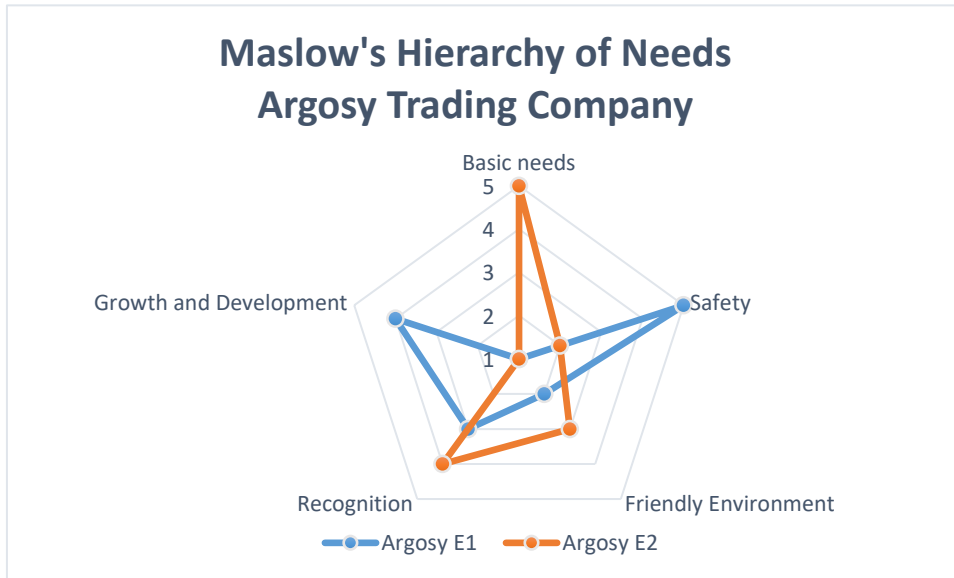 Maslow's Hierarchy of Needs
Argosy Trading Company
Basic needs
5
4
3
2
1
Growth and Development
Safety
Recognition
Friendly Environment
Argosy E1
Argosy E2